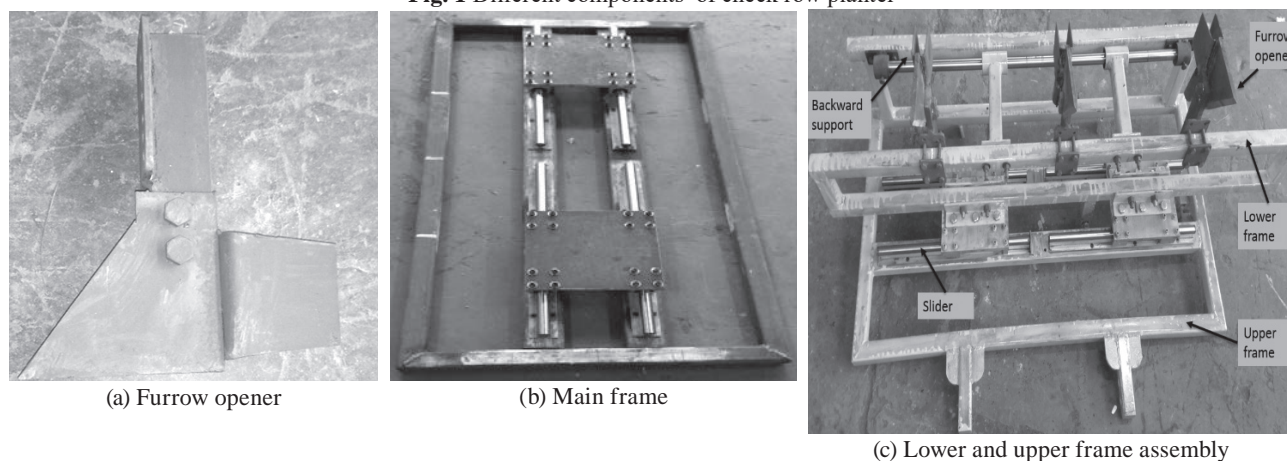 Fig. 1 Different components of check row planter
Furrow
opener
Backward
support
Lower
frame
Slider
Upper
frame
(a) Furrow opener
(b) Main frame
(c) Lower and upper frame assembly